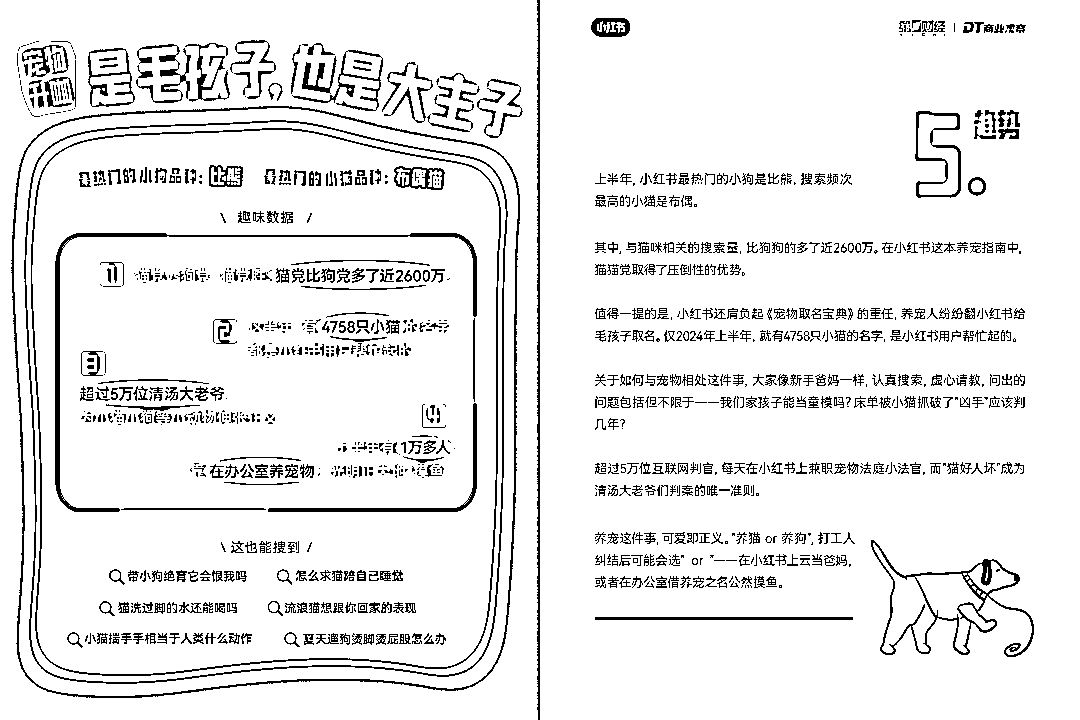 宠物
升咖
是毛孩子,也是大主子
最热门的小狗品种: 比熊 最热门的小猫品种: 布偶猫
\ 趣味数据 /
1 猫党比狗党多了近2600万
2 4758只小猫
3
超过5万位清汤大老爷
4
1万多人
在办公室养宠物
\ 这也能搜到 /
带小狗绝育它会恨我吗 怎么求猫陪自己睡觉
猫洗过脚的水还能喝吗 流浪猫想跟你回家的表现
小猫揣手手相当于人类什么动作 夏天遛狗烫脚烫屁股怎么办
小红书
第一财经 | DT商业观察
5. 趋势
上半年, 小红书最热门的小狗是比熊, 搜索频次
最高的小猫是布偶。
其中, 与猫咪相关的搜索量, 比狗狗的多了近2600万。在小红书这本养宠指南中,
猫猫党取得了压倒性的优势。
值得一提的是, 小红书还肩负起《宠物取名宝典》的重任, 养宠人纷纷翻小红书给
毛孩子取名。仅2024年上半年, 就有4758只小猫的名字, 是小红书用户帮忙起的。
关于如何与宠物相处这件事, 大家像新手爸妈一样, 认真搜索, 虚心请教, 问出的
问题包括但不限于——我们家孩子能当童模吗? 床单被小猫抓破了"凶手"应该判
几年?
超过5万位互联网判官, 每天在小红书上兼职宠物法庭小法官, 而"猫好人坏"成为
清汤大老爷们判案的唯一准则。
养宠这件事, 可爱即正义。"养猫 or 养狗", 打工人
纠结后可能会选" or "——在小红书上云当爸妈,
或者在办公室借养宠之名公然摸鱼。